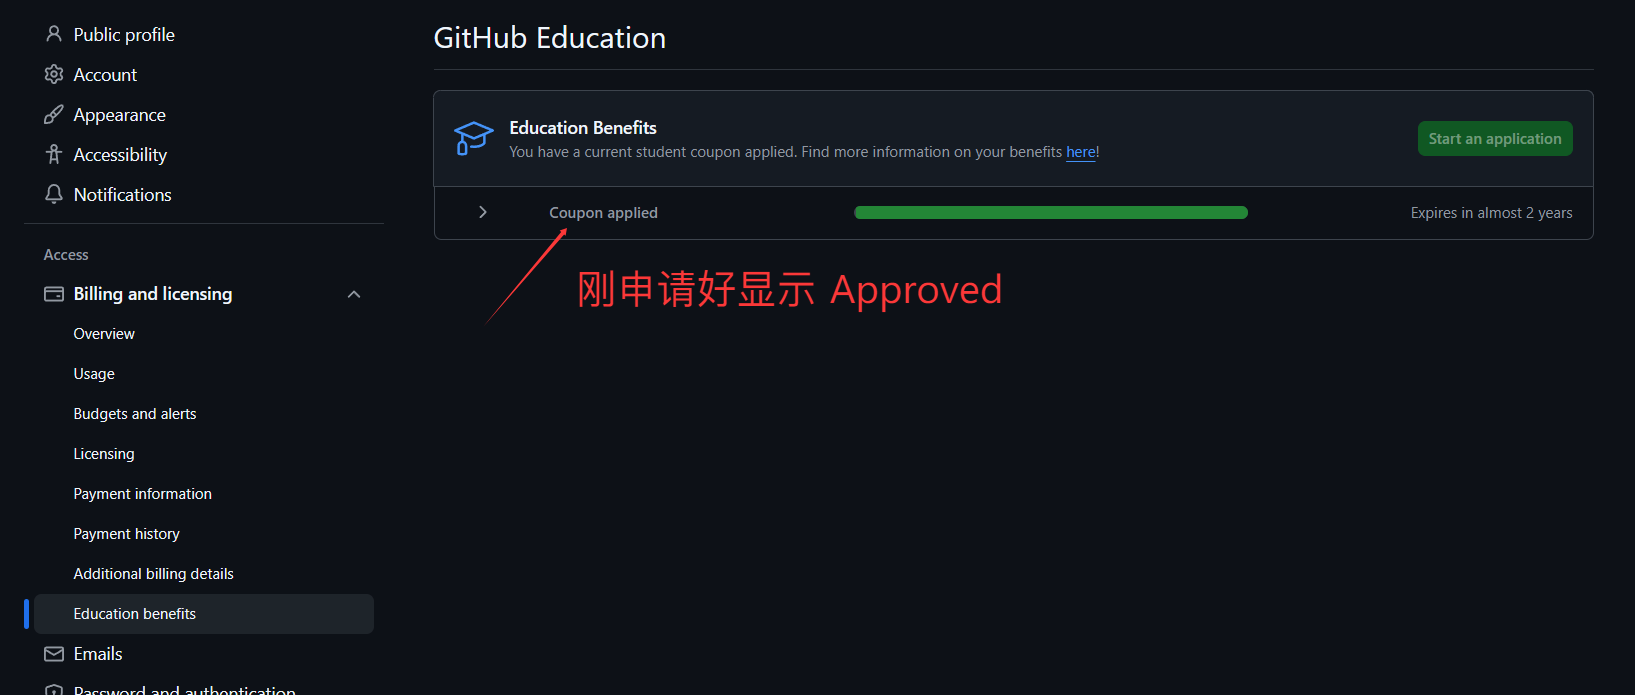 Public profile
Account
Appearance
Accessibility
Notifications
Access
Billing and licensing
Overview
Usage
Budgets and alerts
Licensing
Payment information
Payment history
Additional billing details
Education benefits
Emails
Password and authentication
GitHub Education
Education Benefits
You have a current student coupon applied. Find more information on your benefits here!
Start an application
Coupon applied
Expires in almost 2 years
刚申请好显示 Approved